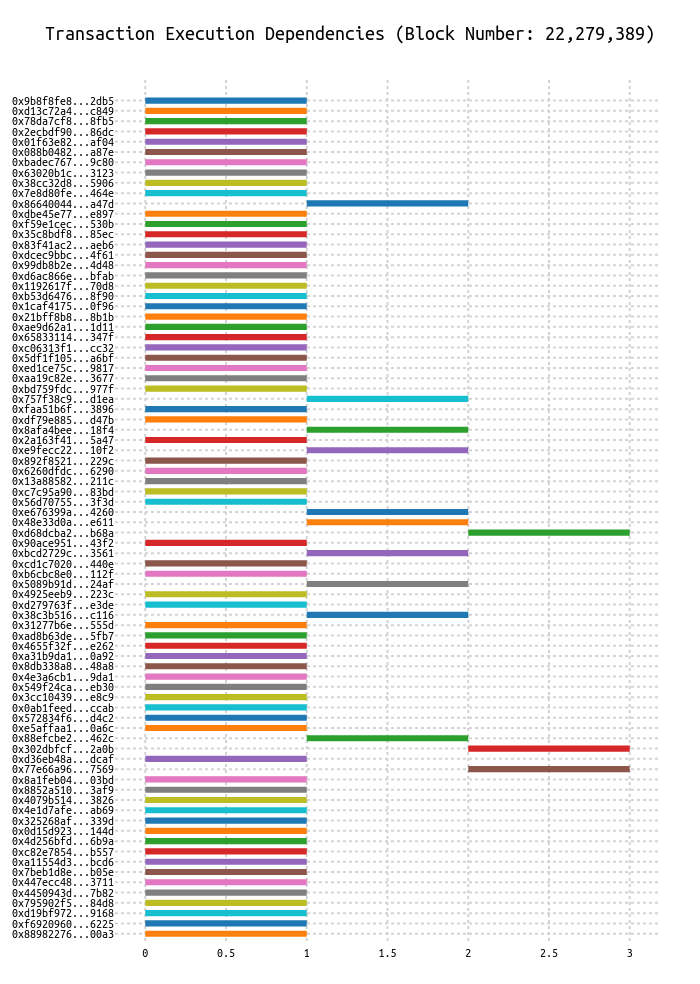 Transaction Execution Dependencies (Block Number: 22,279,389)
0x9b8f8fe8...2db5
0xd13c72a4...c849
0x78da7cf8...8fb5
0x2ecbdf90...86dc
0x01f63e82...af04
0x088b0482...a87e
0xbadec767...9c80
0x63020b1c...3123
0x38cc32d8...5906
0x7e8d80fe...464e
0x86640044...a47d
0xdbe45e77...e897
0xf59e1cec...530b
0x35c8bdf8...85ec
0x83f41ac2...aeb6
0xdcec9bbc...4f61
0x99db8b2e...4d48
0xd6ac866e...bfab
0x1192617f...70d8
0xb53d6476...8f90
0x1caf4175...0f96
0x21bff8b8...8b1b
0xae9d62a1...1d11
0x65833114...347f
0xc06313f1...cc32
0x5df1f105...a6bf
0xed1ce75c...9817
0xaa19c82e...3677
0xbd759fdc...977f
0x757f38c9...d1ea
0xfaa51b6f...3896
0xdf79e885...d47b
0x8afa4bee...18f4
0x2a163f41...5a47
0xe9fecc22...10f2
0x892f8521...229c
0x6260dfdc...6290
0x13a88582...211c
0xc7c95a90...83bd
0x56d70755...3f3d
0xe676399a...4260
0x48e33d0a...e611
0xd68dcba2...b68a
0x90ace951...43f2
0xbcd2729c...3561
0xcd1c7020...440e
0xb6cbc8e0...112f
0x5089b91d...24af
0x4925eeb9...223c
0xd279763f...e3de
0x38c3b516...c116
0x31277b6e...555d
0xad8b63de...5fb7
0x4655f32f...e262
0xa31b9da1...0a92
0x8db338a8...48a8
0x4e3a6cb1...9da1
0x549f24ca...eb30
0x3cc10439...e8c9
0x0ab1feed...ccab
0x572834f6...d4c2
0xe5affaa1...0a6c
0x88efcbe2...462c
0x302dbfcf...2a0b
0xd36eb48a...dcaf
0x77e66a96...7569
0x8a1feb04...03bd
0x8852a510...3af9
0x4079b514...3826
0x4e1d7afe...ab69
0x325268af...339d
0x0d15d923...144d
0x4d256bfd...6b9a
0xc82e7854...b557
0xa11554d3...bcd6
0x7beb1d8e...b05e
0x447ecc48...3711
0x4450943d...7b82
0x795902f5...84d8
0xd19bf972...9168
0xf6920960...6225
0x88982276...00a3
0 0.5 1 1.5 2 2.5 3